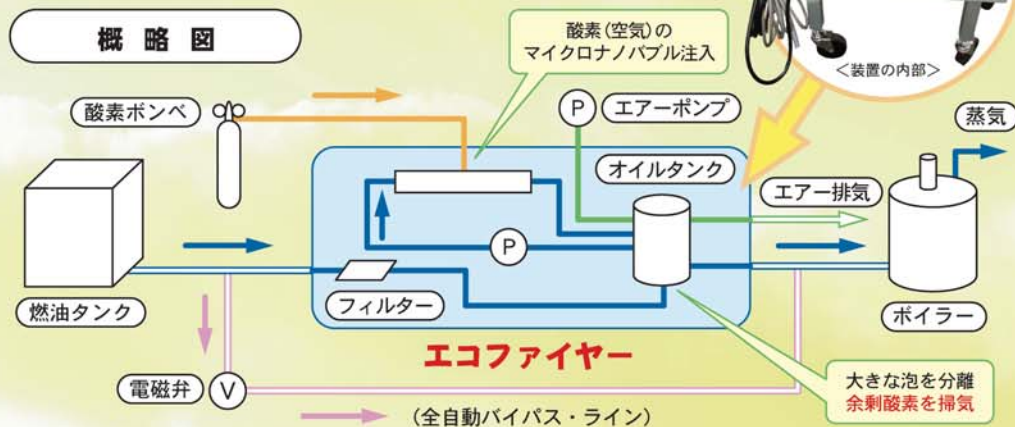 概略図
酸素(空気)の
マイクロナノバブル注入
＜装置の内部＞
酸素ボンベ
P
エアーポンプ
蒸気
オイルタンク
エアー排気
P
燃油タンク
フィルター
ボイラー
エコファイヤー
電磁弁
V
大きな泡を分離
余剰酸素を掃気
(全自動バイパス・ライン)